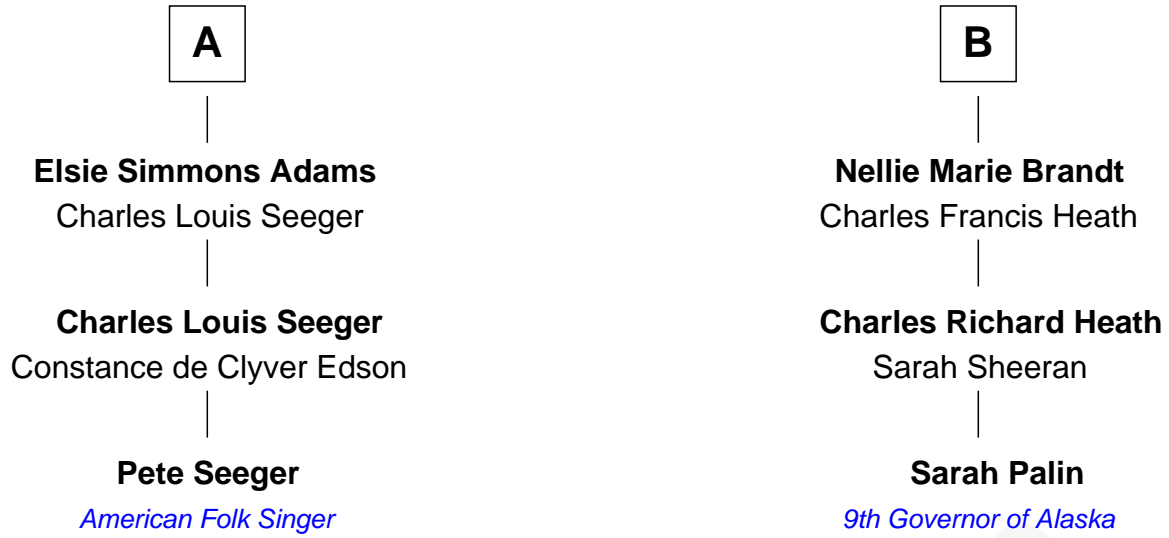 A
Elsie Simmons Adams
Charles Louis Seeger
Charles Louis Seeger
Constance de Clyver Edson
Pete Seeger
American Folk Singer
B
Nellie Marie Brandt
Charles Francis Heath
Charles Richard Heath
Sarah Sheeran
Sarah Palin
9th Governor of Alaska